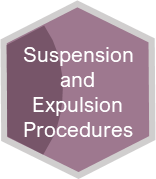 Suspension
and
Expulsion
Procedures